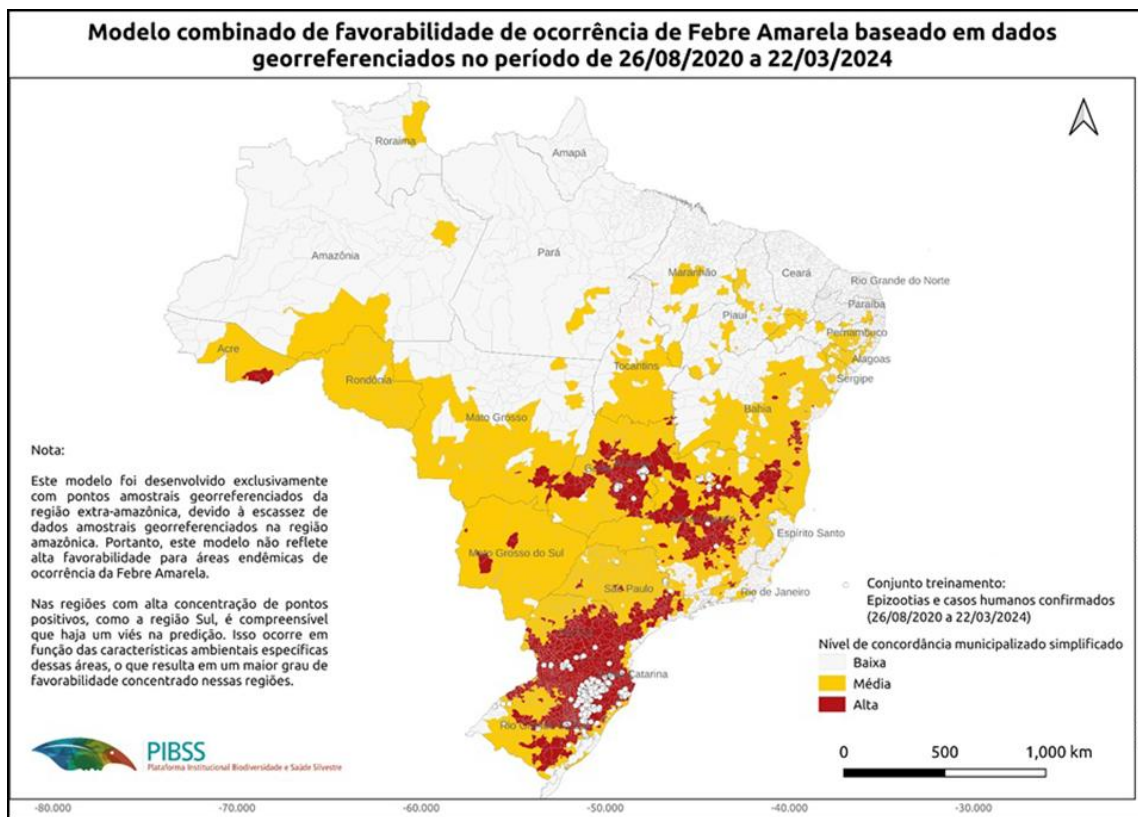 Modelo combinado de favorabilidade de ocorrência de Febre Amarela baseado em dados
georreferenciados no período de 26/08/2020 a 22/03/2024
Roraima
Amapá
Amazônia
Pará
Maranhão
Ceará
Rio Grande do Norte
Paraíba
Piauí
Pernambuco
Acre
Alagoas
Tocantins
Sergipe
Rondônia
Bahia
Mato Grosso
Nota:
Este modelo foi desenvolvido exclusivamente
com pontos amostrais georreferenciados da
região extra-amazônica, devido à escassez de
dados amostrais georreferenciados na região
amazônica. Portanto, este modelo não reflete
alta favorabilidade para áreas endêmicas de
ocorrência da Febre Amarela.
Nas regiões com alta concentração de pontos
positivos, como a região Sul, é compreensível
que haja um viés na predição. Isso ocorre em
função das características ambientais específicas
dessas áreas, o que resulta em um maior grau de
favorabilidade concentrado nessas regiões.
Espírito Santo
Mato Grosso do Sul
São Paulo
Rio de Janeiro
Catarina
Rio Grande
Conjunto treinamento:
Epizootias e casos humanos confirmados
(26/08/2020 a 22/03/2024)
Nível de concordância municipalizado simplificado
Baixa
Média
Alta
PIBSS
Plataforma Institucional Biodiversidade e Saúde Silvestre
0 500 1,000 km
-80.000 -70.000 -60.000 -50.000 -40.000 -30.000